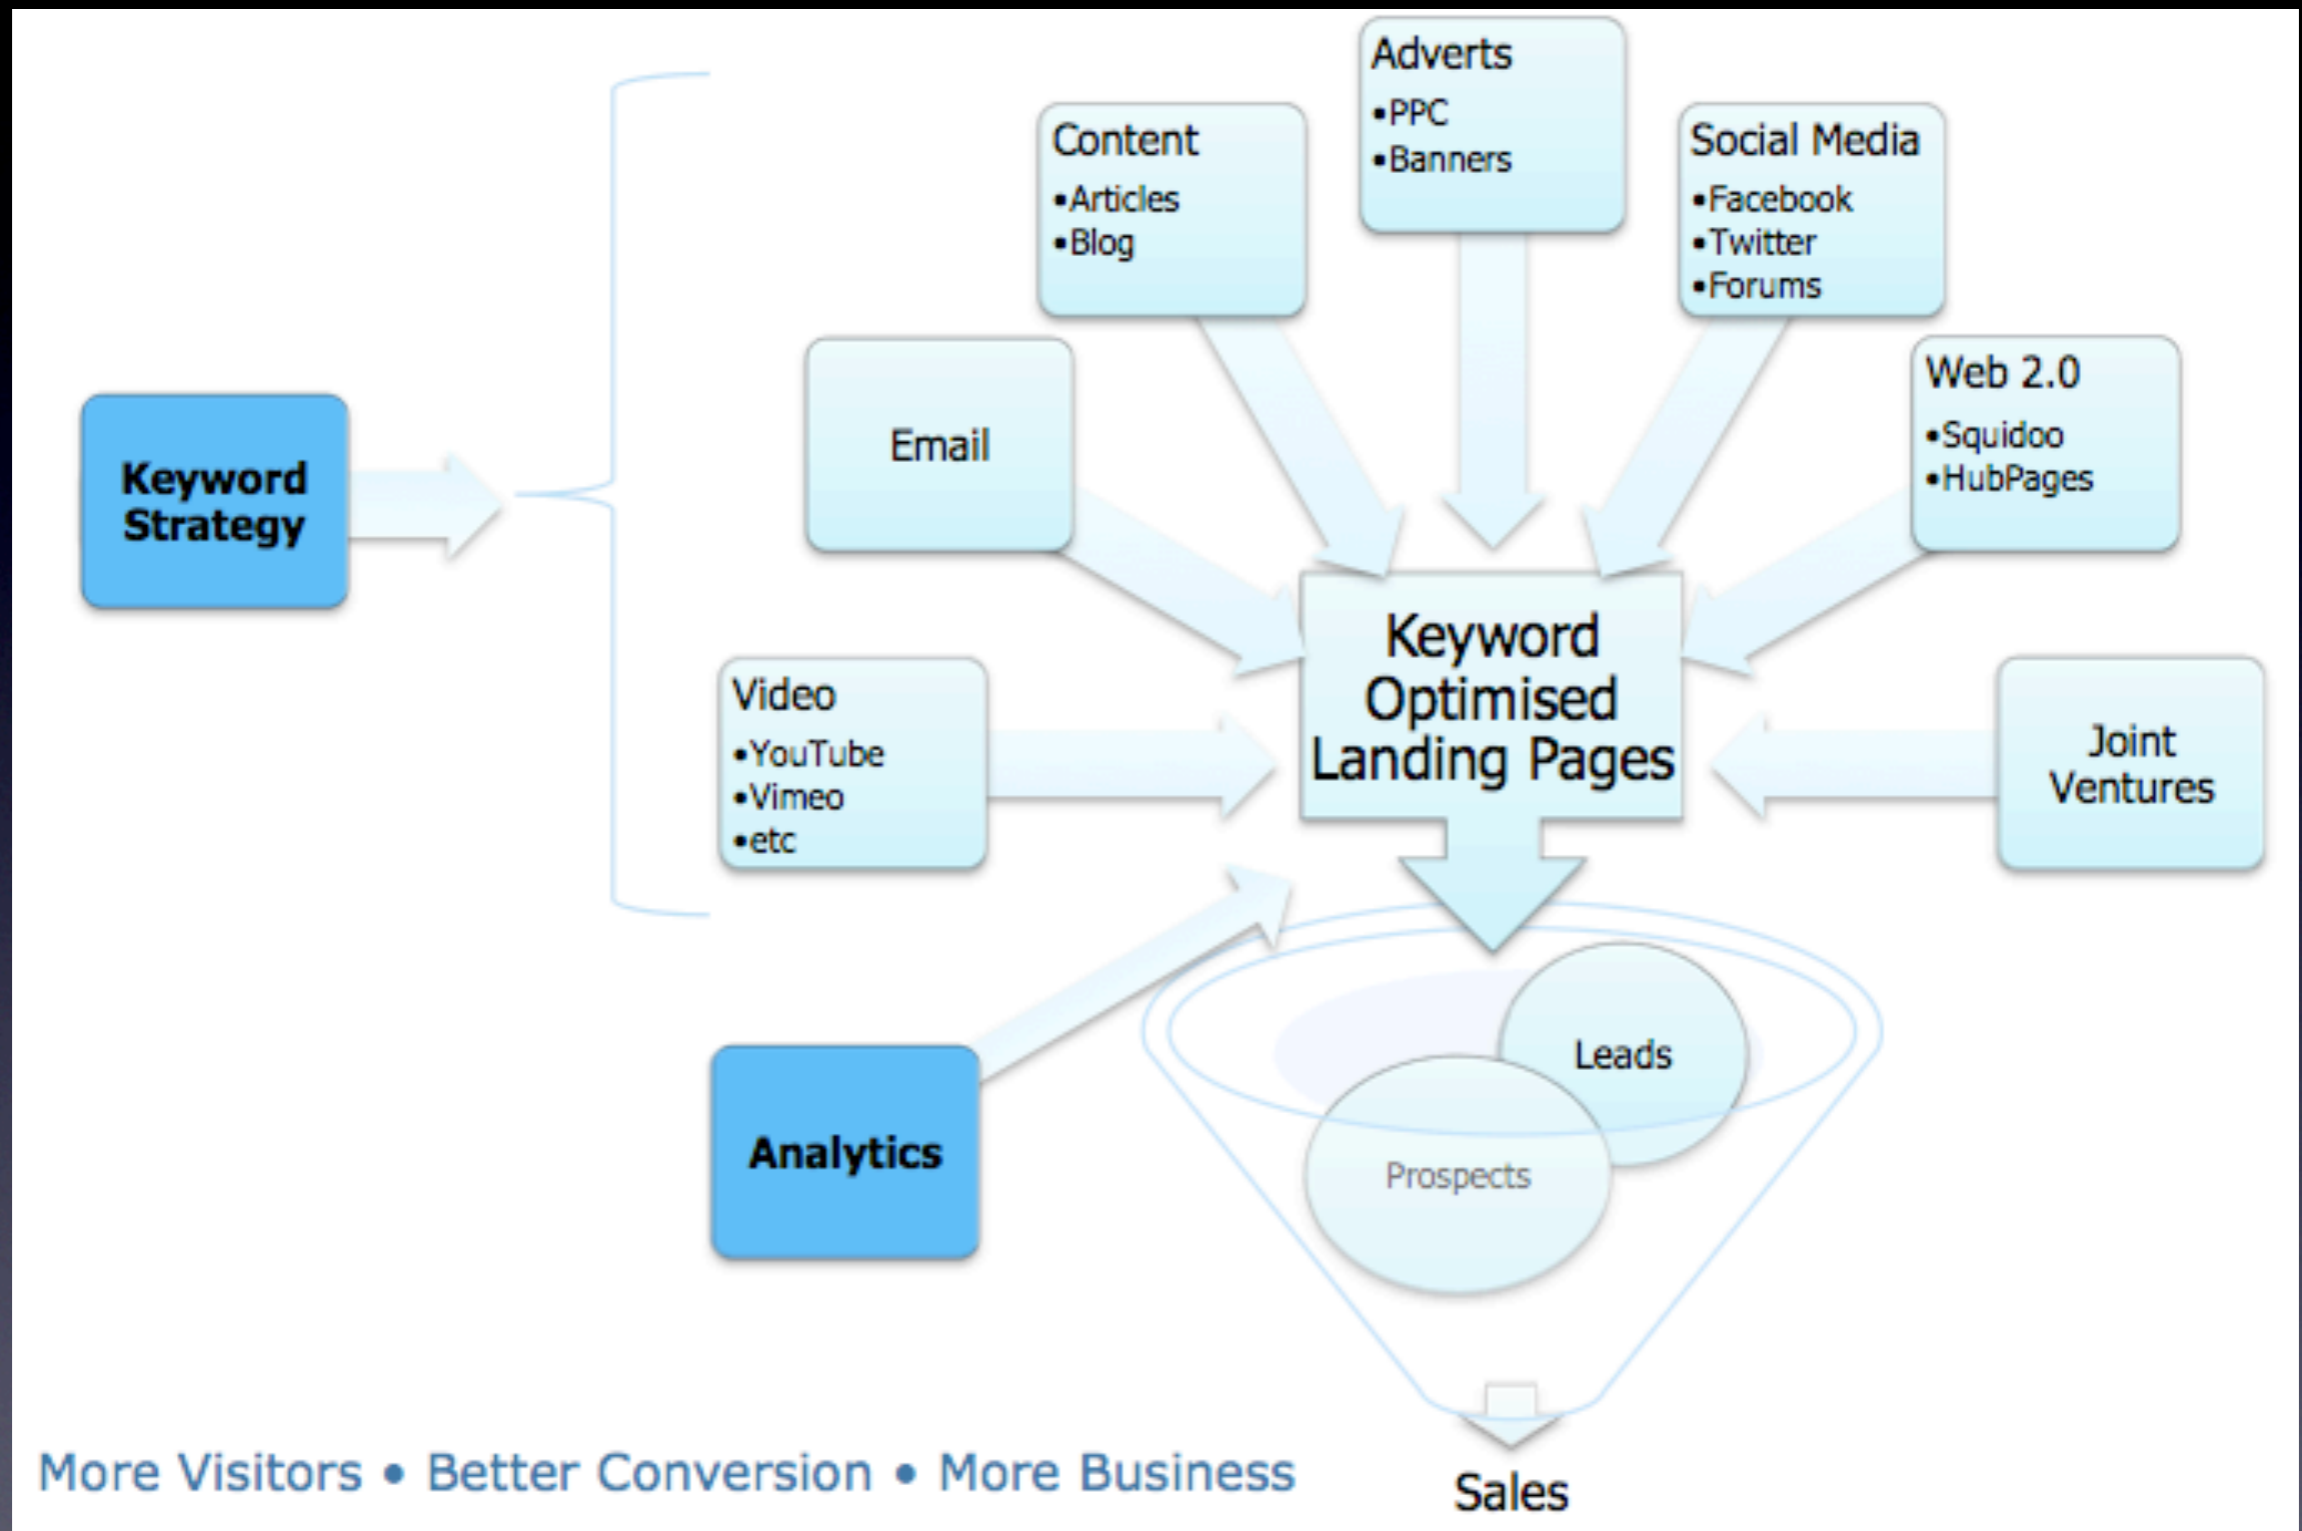 Adverts
•PPC
•Banners
Content
•Articles
•Blog
Social Media
•Facebook
•Twitter
•Forums
Email
Web 2.0
•Squidoo
•HubPages
Keyword
Strategy
Keyword
Optimised
Landing Pages
Video
•YouTube
•Vimeo
•etc
Joint
Ventures
Leads
Prospects
Analytics
More Visitors • Better Conversion • More Business
Sales